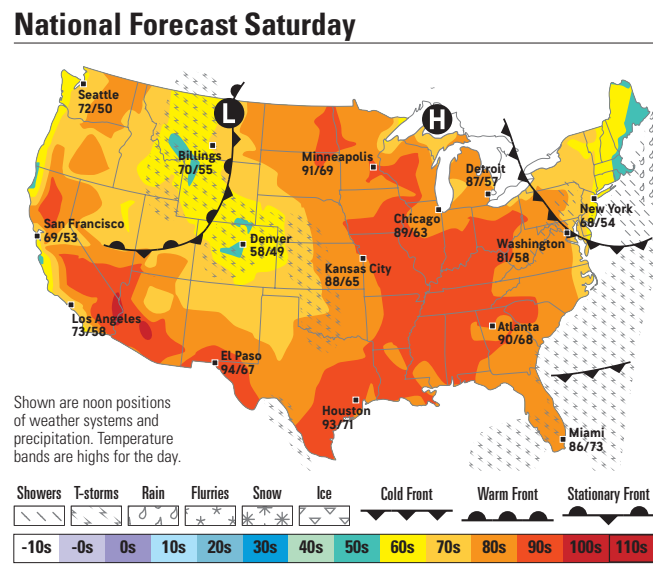 National Forecast Saturday
Seattle
72/50
L
H
Billings
70/55
Minneapolis
91/69
Detroit
87/57
New York
68/54
Chicago
89/63
San Francisco
69/53
Denver
58/49
Washington
81/58
Kansas City
88/65
Los Angeles
73/58
Atlanta
90/68
El Paso
94/67
Houston
93/71
Miami
86/73
Shown are noon positions
of weather systems and
precipitation. Temperature
bands are highs for the day.
Showers T-storms Rain Flurries Snow Ice Cold Front Warm Front Stationary Front
-10s -0s 0s 10s 20s 30s 40s 50s 60s 70s 80s 90s 100s 110s